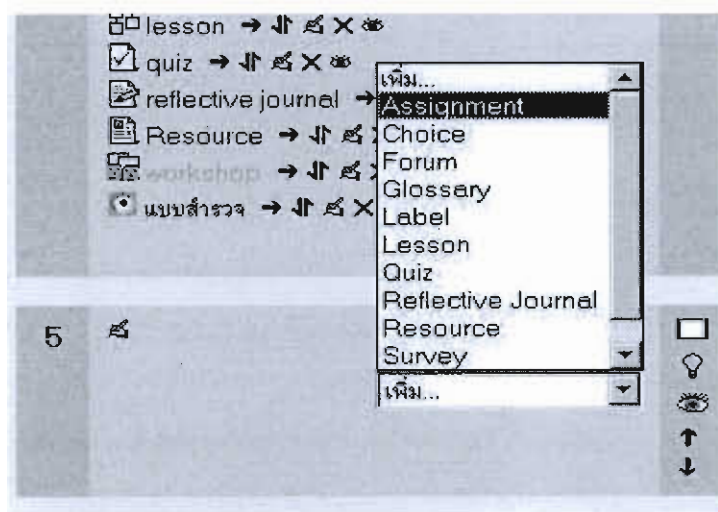 lesson
quiz
reflective journal
Resource
workshop
แบบสำรวจ
เพิ่ม...
Assignment
Choice
Forum
Glossary
Label
Lesson
Quiz
Reflective Journal
Resource
Survey
5
เพิ่ม...